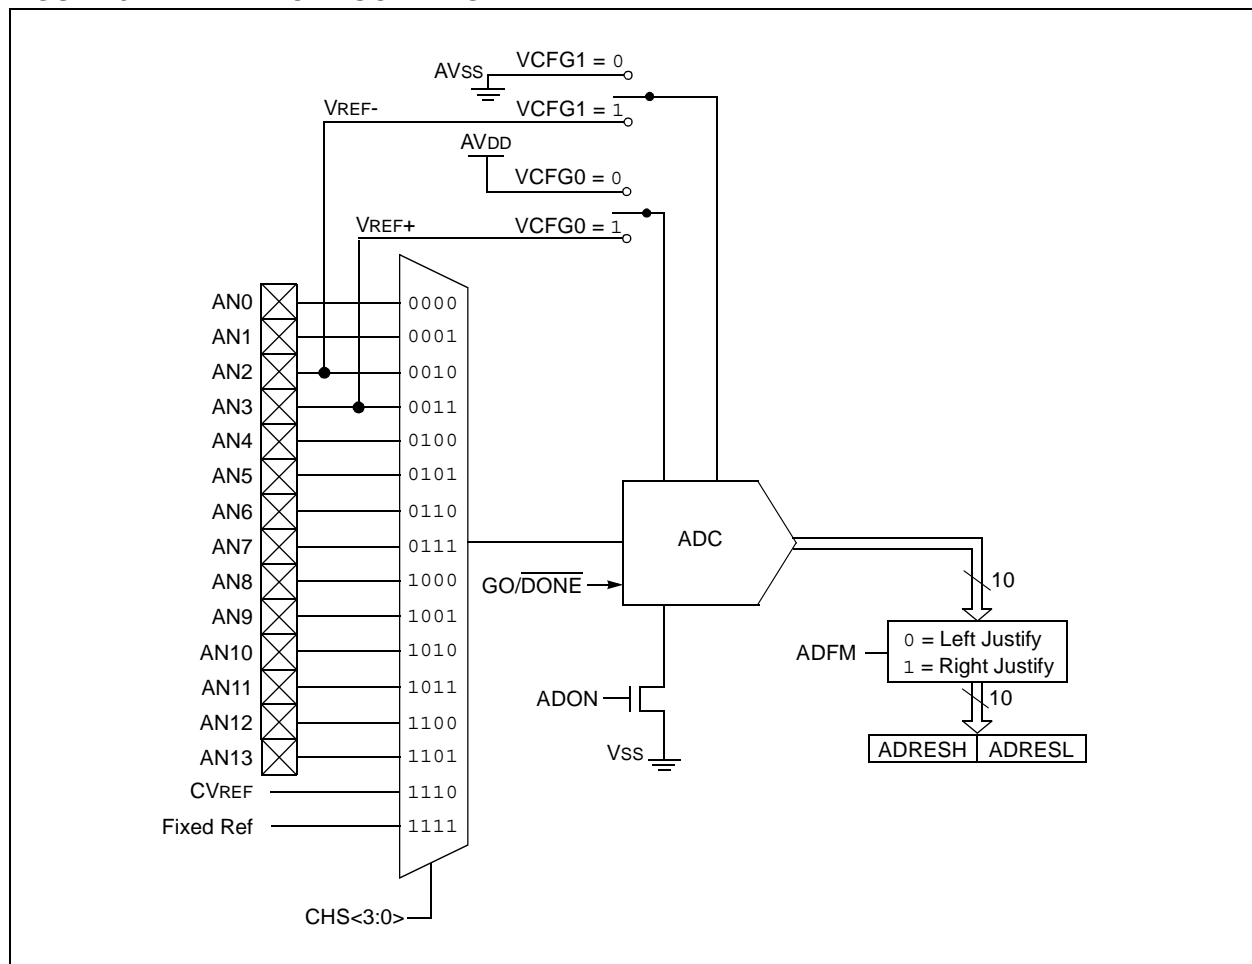 AVSS
VCFG1 = 0
VREF-
VCFG1 = 1
AVDD
VCFG0 = 0
VREF+
VCFG0 = 1
AN0 0000
AN1 0001
AN2 0010
AN3 0011
AN4 0100
AN5 0101
AN6 0110
AN7 0111
AN8 1000
AN9 1001
AN10 1010
AN11 1011
AN12 1100
AN13 1101
CVREF 1110
Fixed Ref 1111
CHS<3:0>
ADC
GO/DONE
ADON
VSS
10
ADFM
0 = Left Justify
1 = Right Justify
10
ADRESH ADRESL